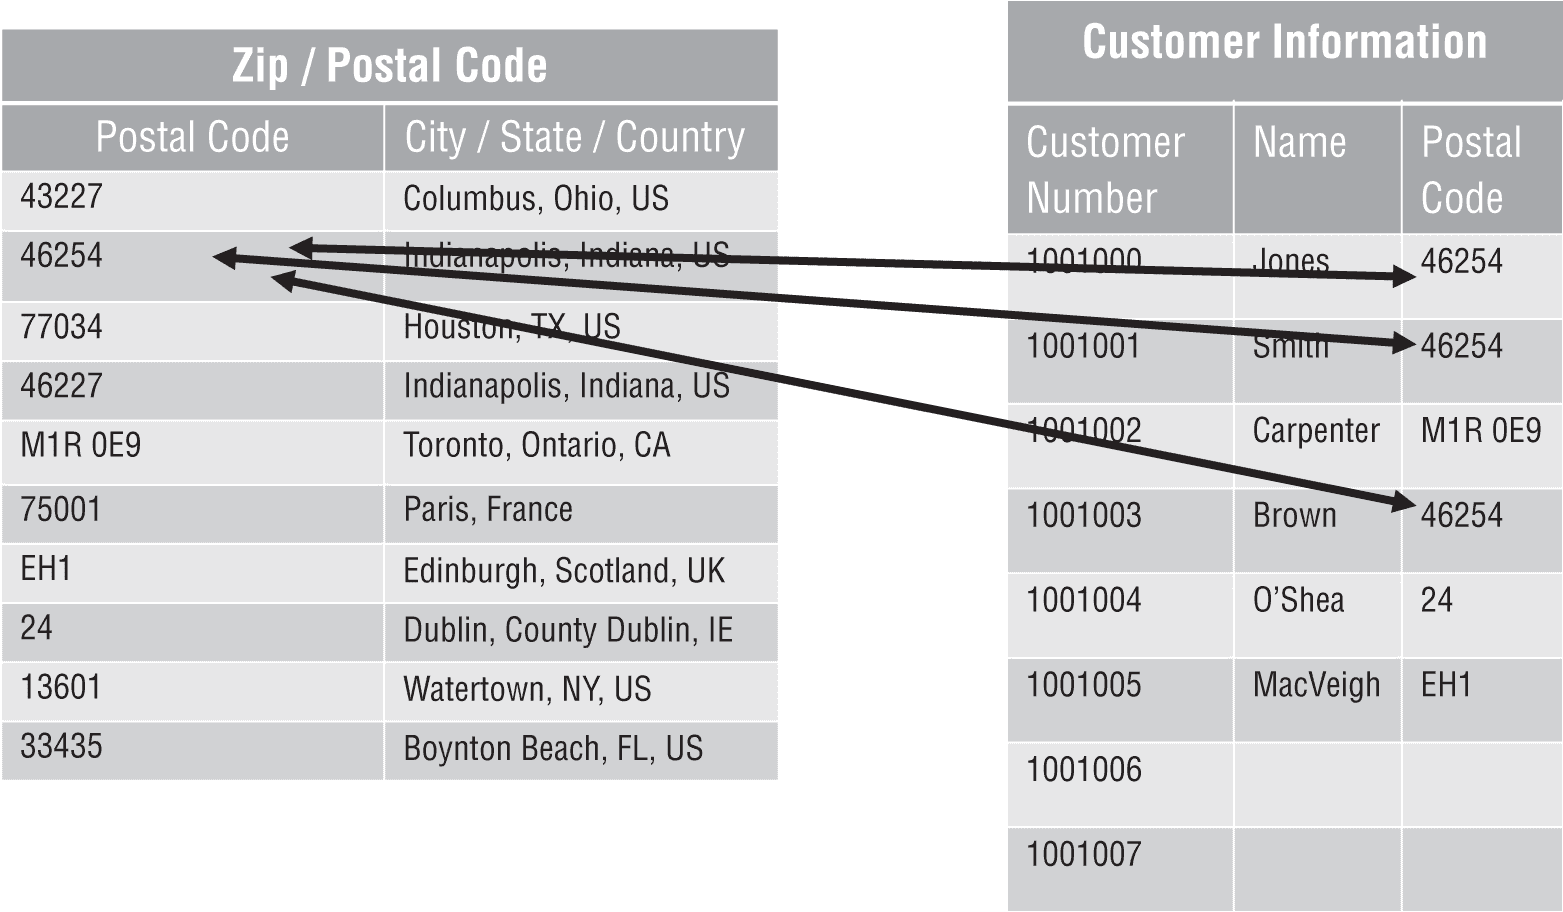 Zip / Postal Code
Postal Code City / State / Country
43227 Columbus, Ohio, US
46254 Indianapolis, Indiana, US
77034 Houston, TX, US
46227 Indianapolis, Indiana, US
M1R 0E9 Toronto, Ontario, CA
75001 Paris, France
EH1 Edinburgh, Scotland, UK
24 Dublin, County Dublin, IE
13601 Watertown, NY, US
33435 Boynton Beach, FL, US
Customer Information
Customer Number Name Postal Code
1001000 Jones 46254
1001001 Smith 46254
1001002 Carpenter M1R 0E9
1001003 Brown 46254
1001004 O’Shea 24
1001005 MacVeigh EH1
1001006
1001007